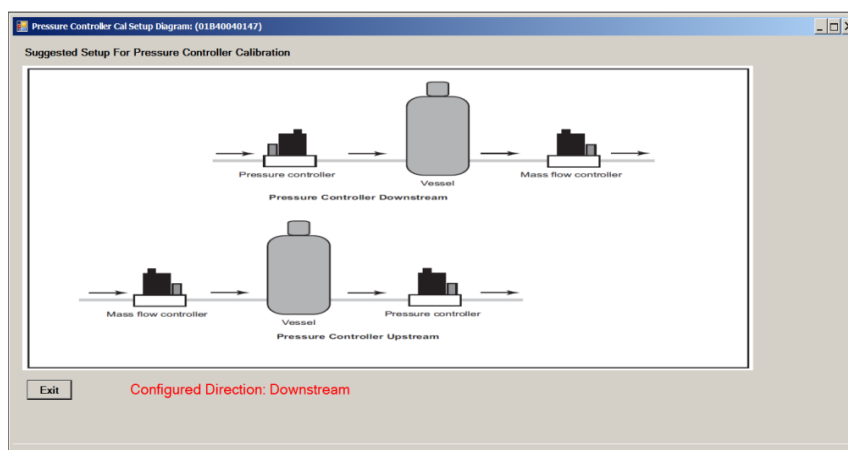 Pressure Controller Cal Setup Diagram: (01B40040147)
Suggested Setup For Pressure Controller Calibration
Pressure controller
Vessel
Mass flow controller
Pressure Controller Downstream
Mass flow controller
Vessel
Pressure controller
Pressure Controller Upstream
Exit
Configured Direction: Downstream